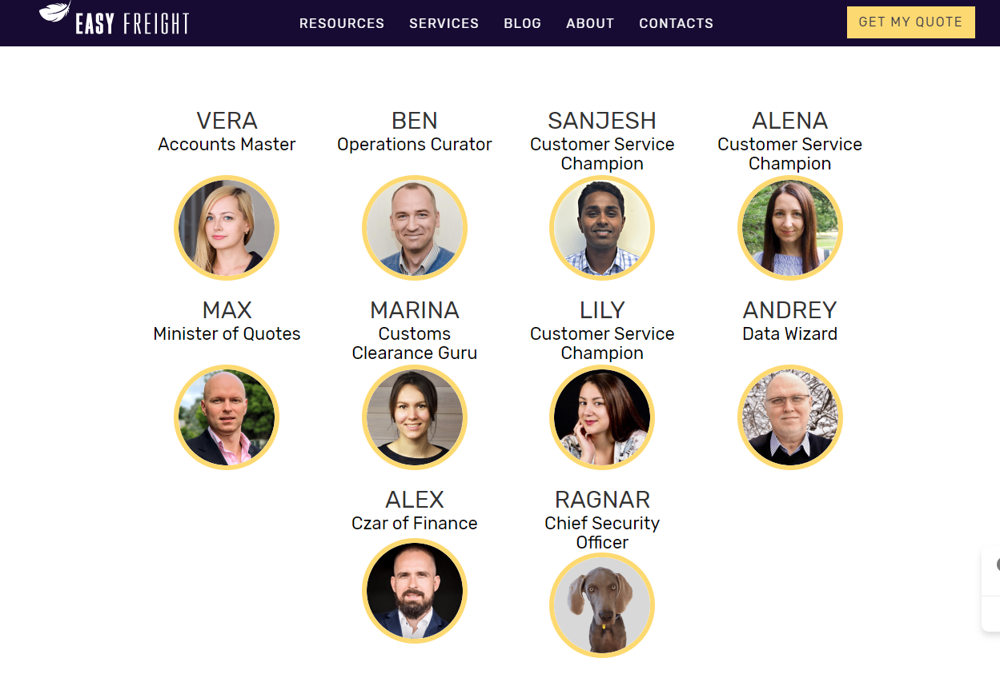 EASY FREIGHT
RESOURCES SERVICES BLOG ABOUT CONTACTS
GET MY QUOTE
VERA
Accounts Master
BEN
Operations Curator
SANJESH
Customer Service
Champion
ALENA
Customer Service
Champion
MAX
Minister of Quotes
MARINA
Customs
Clearance Guru
LILY
Customer Service
Champion
ANDREY
Data Wizard
ALEX
Czar of Finance
RAGNAR
Chief Security
Officer